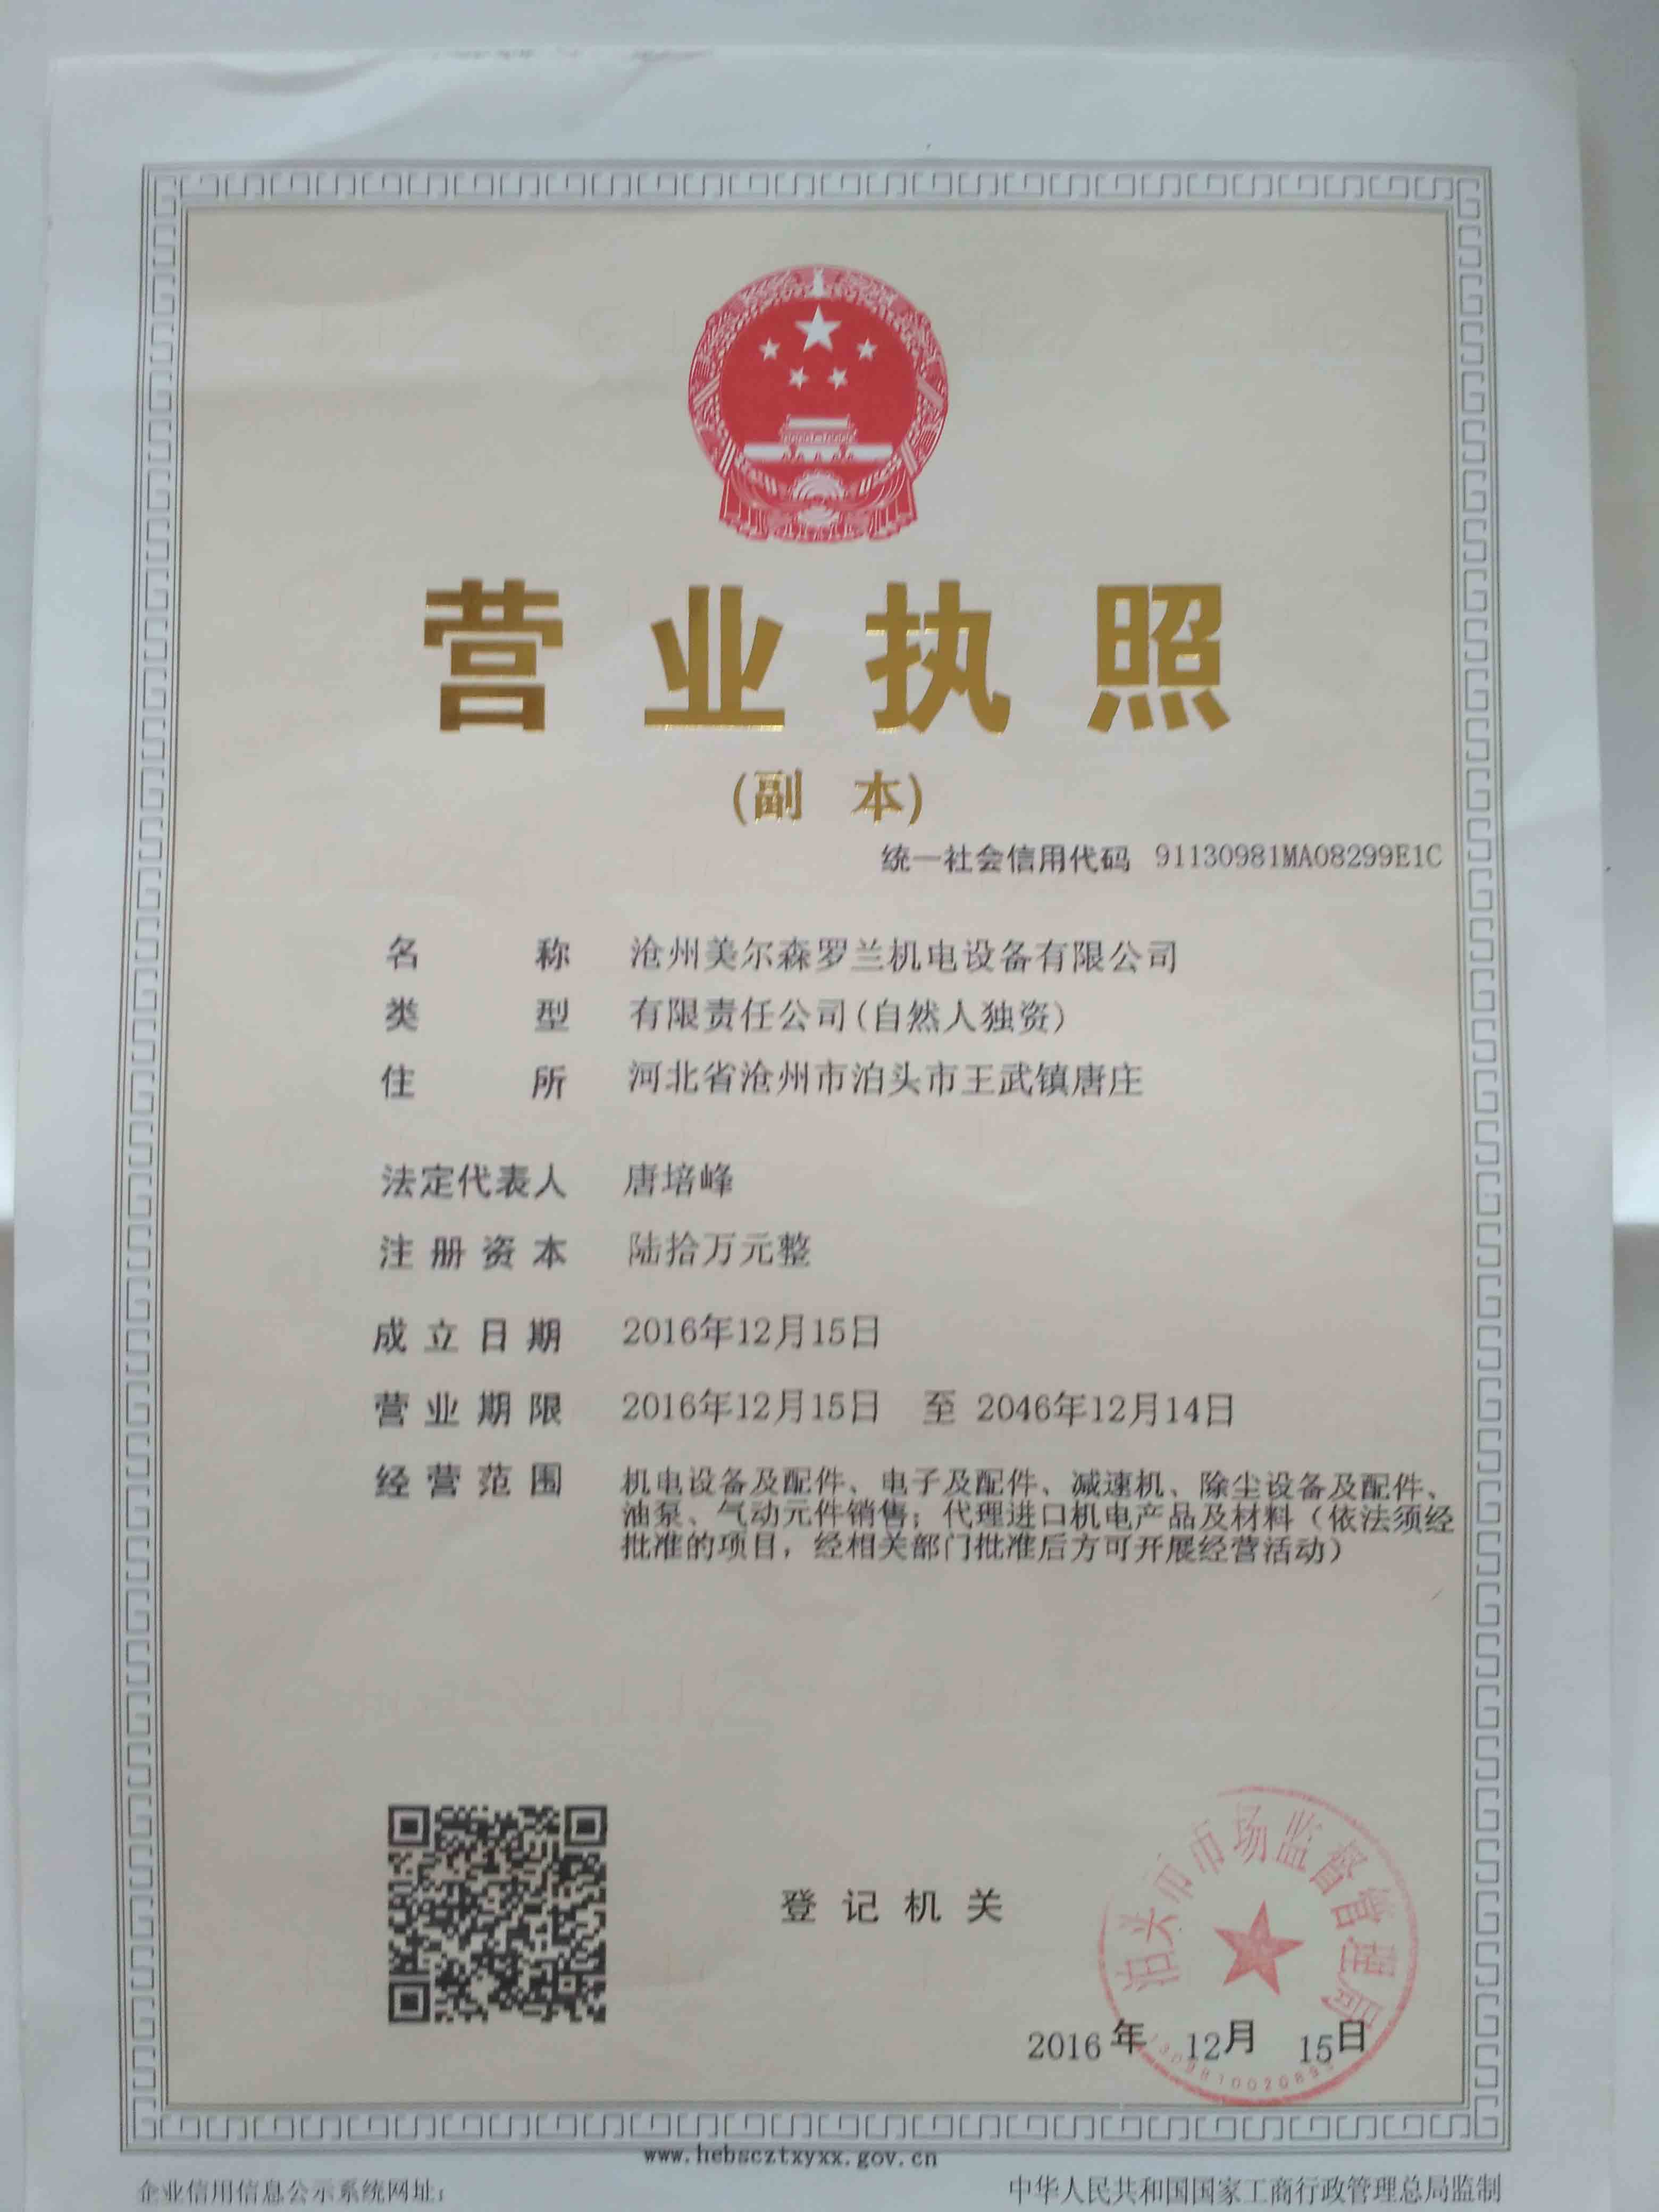 营业执照
(副 本)
统一社会信用代码 91130981MA08299E1C
名 称 沧州美尔森罗兰机电设备有限公司
类 型 有限责任公司(自然人独资)
住 所 河北省沧州市泊头市王武镇唐庄
法定代表人 唐培峰
注册资本 陆拾万元整
成立日期 2016年12月15日
营业期限 2016年12月15日 至 2046年12月14日
经营范围 机电设备及配件、电子及配件、减速机、除尘设备及配件、
油泵、气动元件销售；代理进口机电产品及材料（依法须经
批准的项目，经相关部门批准后方可开展经营活动）
泊头市市场监督管理局
登记机关
2016年 12月 15日
www.hebscztxyxx.gov.cn
企业信用信息公示系统网址：
中华人民共和国国家工商行政管理总局监制